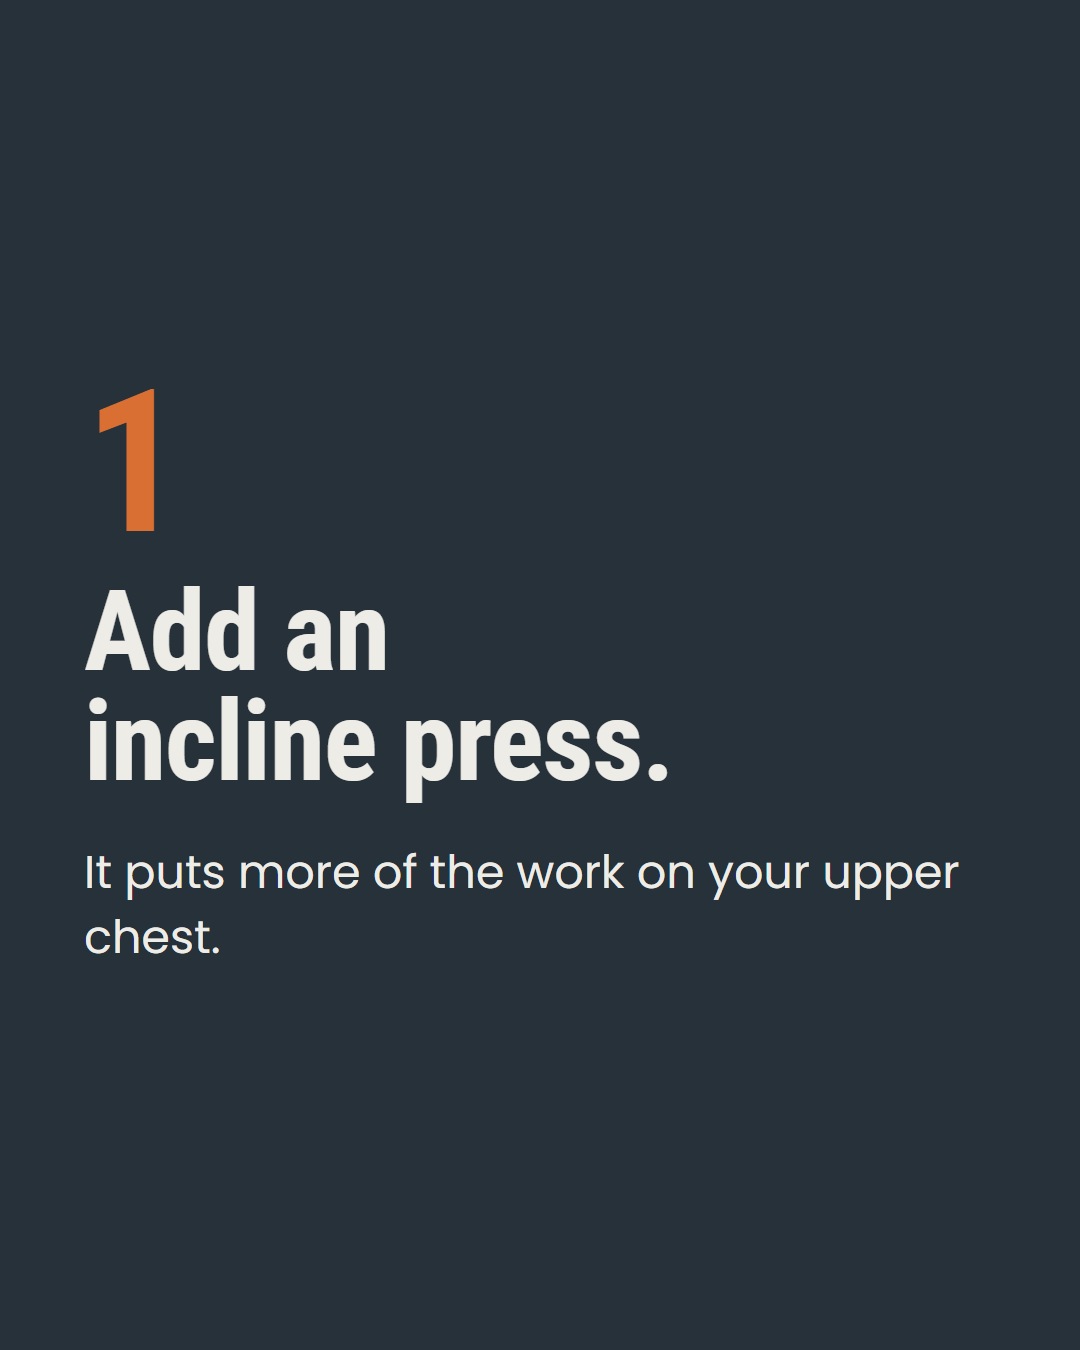 1
Add an
incline press.
It puts more of the work on your upper
chest.